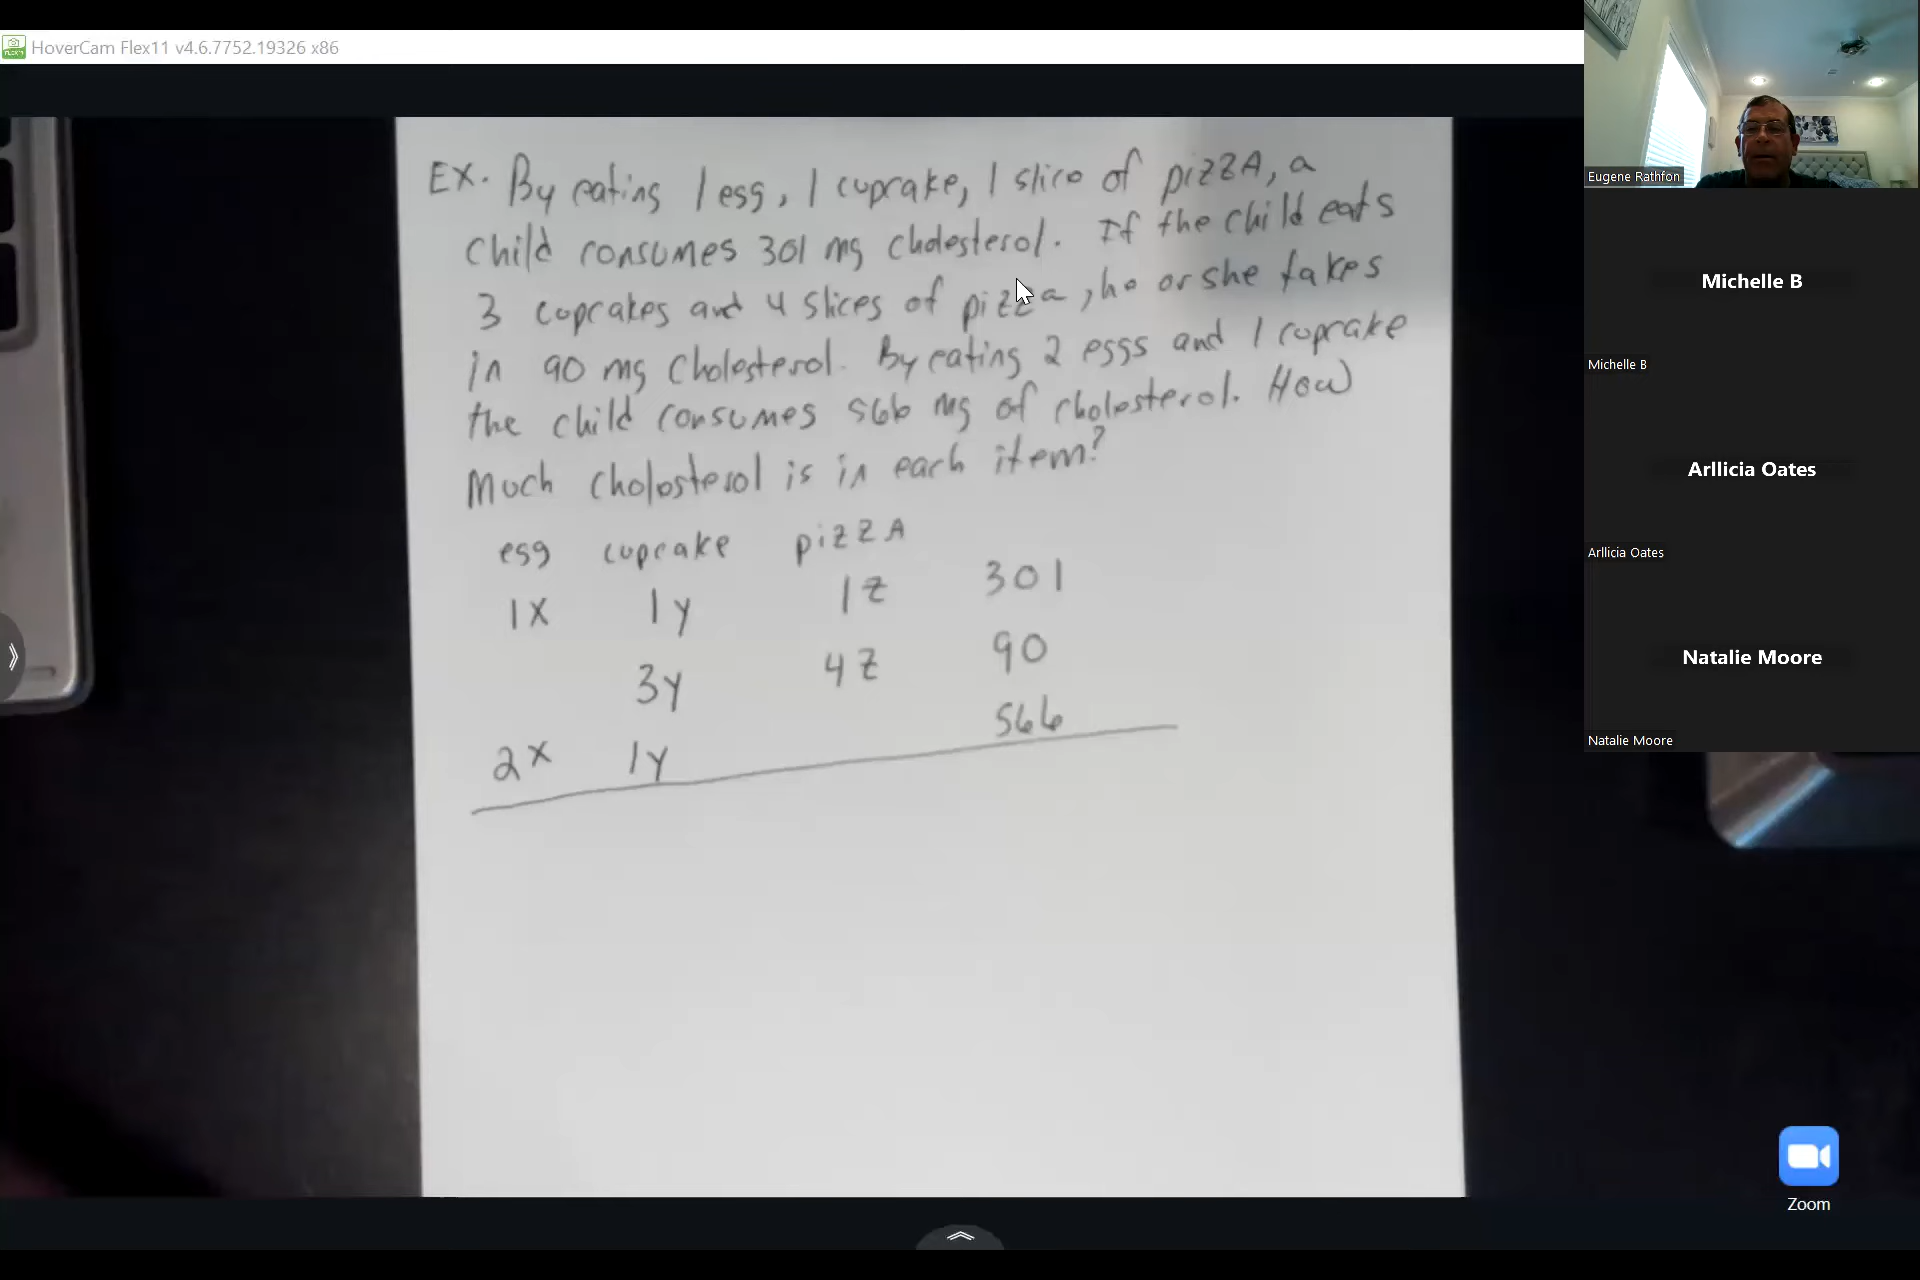 HoverCam Flex11 v4.6.7752.19326 x86
Ex. By eating 1 egg, 1 cupcake, 1 slice of pizzA, a
child consumes 301 mg cholesterol. If the child eats
3 cupcakes and 4 slices of pizza, he or she takes
in 90 mg cholesterol. By eating 2 eggs and 1 cupcake
the child consumes 566 mg of cholesterol. How
Much cholesterol is in each item?
egg cupcake pizzA
1x 1y 1z 301
3y 4z 90
2x 1y 566
Eugene Rathfon
Michelle B
Michelle B
Arllicia Oates
Arllicia Oates
Natalie Moore
Natalie Moore
Zoom